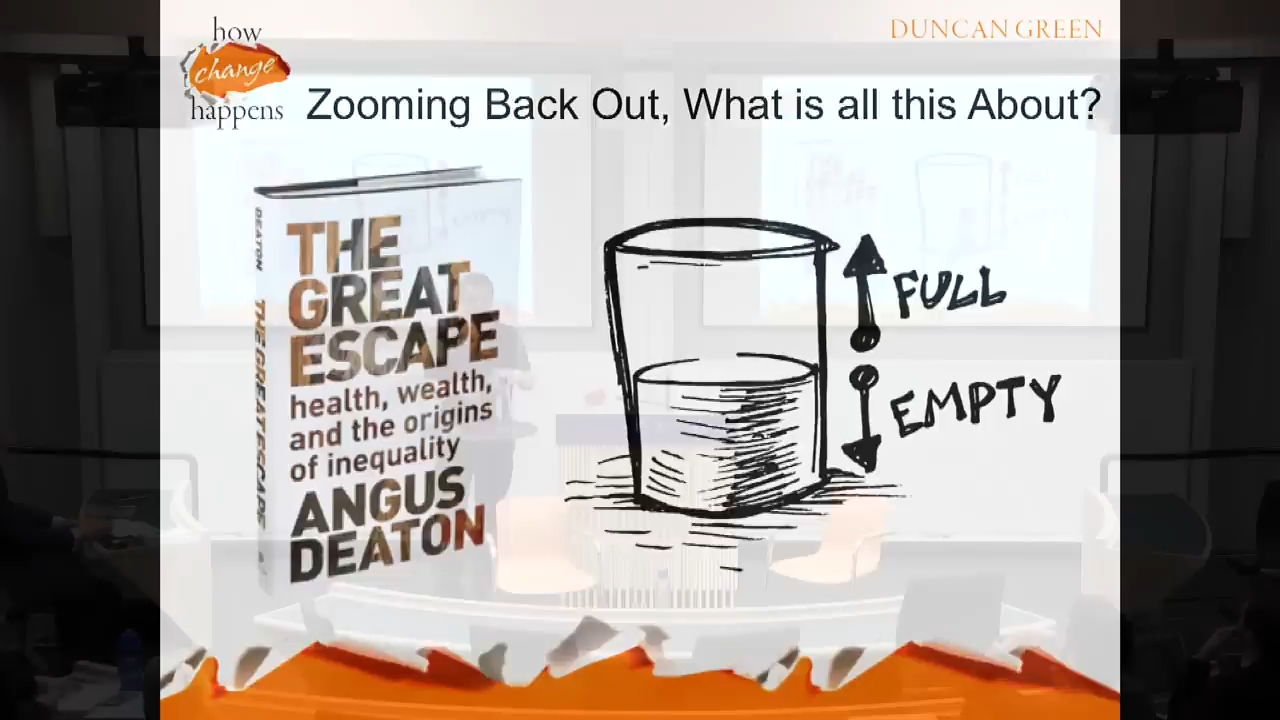 how
change
happens
DUNCAN GREEN
Zooming Back Out, What is all this About?
DEATON
THE GREAT ESCAPE
THE
GREAT
ESCAPE
health, wealth,
and the origins
of inequality
ANGUS
DEATON
FULL
EMPTY